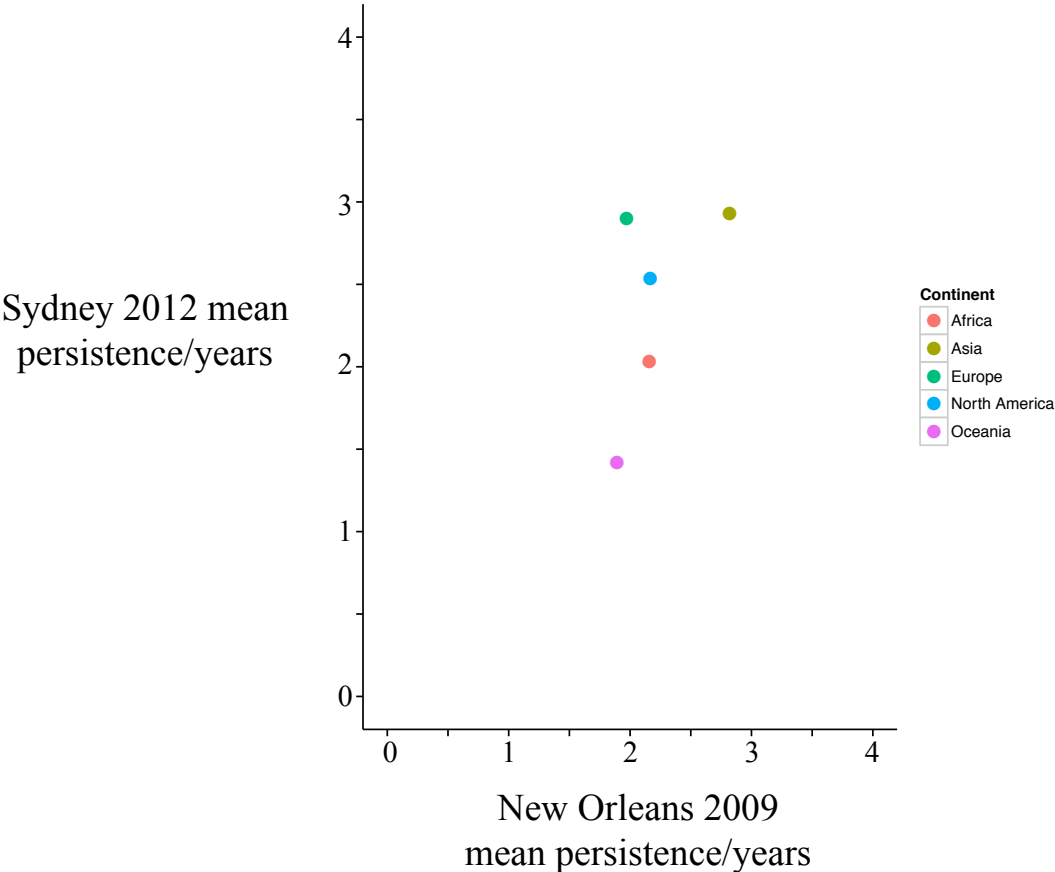 4
3
2
1
0
Sydney 2012 mean
persistence/years
0 1 2 3 4
New Orleans 2009
mean persistence/years
Continent
Africa
Asia
Europe
North America
Oceania